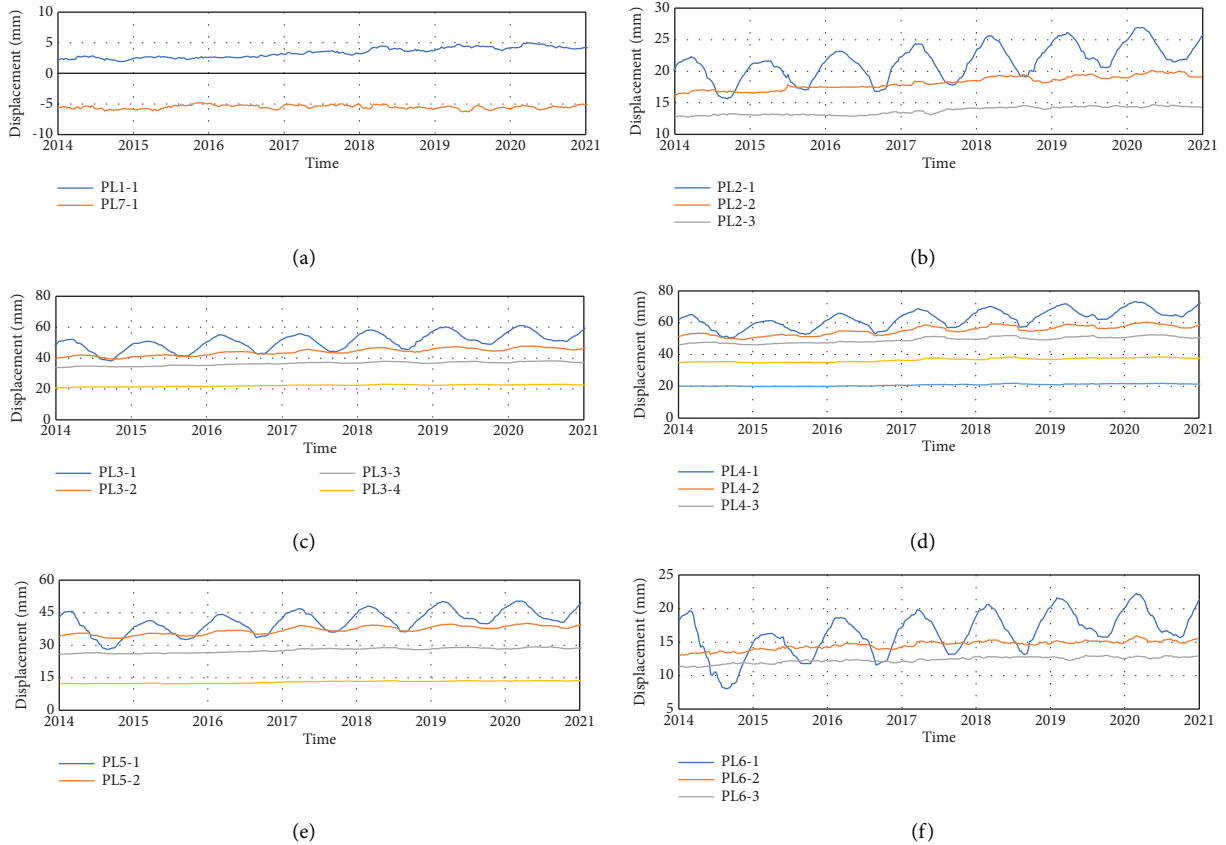 10
5
0
-5
-10
Displacement (mm)
2014 2015 2016 2017 2018 2019 2020 2021
Time
PL1-1
PL7-1
(a)
30
25
20
15
10
Displacement (mm)
2014 2015 2016 2017 2018 2019 2020 2021
Time
PL2-1
PL2-2
PL2-3
(b)
80
60
40
20
0
Displacement (mm)
2014 2015 2016 2017 2018 2019 2020 2021
Time
PL3-1 PL3-3
PL3-2 PL3-4
(c)
80
60
40
20
0
Displacement (mm)
2014 2015 2016 2017 2018 2019 2020 2021
Time
PL4-1
PL4-2
PL4-3
(d)
60
45
30
15
0
Displacement (mm)
2014 2015 2016 2017 2018 2019 2020 2021
Time
PL5-1
PL5-2
(e)
25
20
15
10
5
Displacement (mm)
2014 2015 2016 2017 2018 2019 2020 2021
Time
PL6-1
PL6-2
PL6-3
(f)